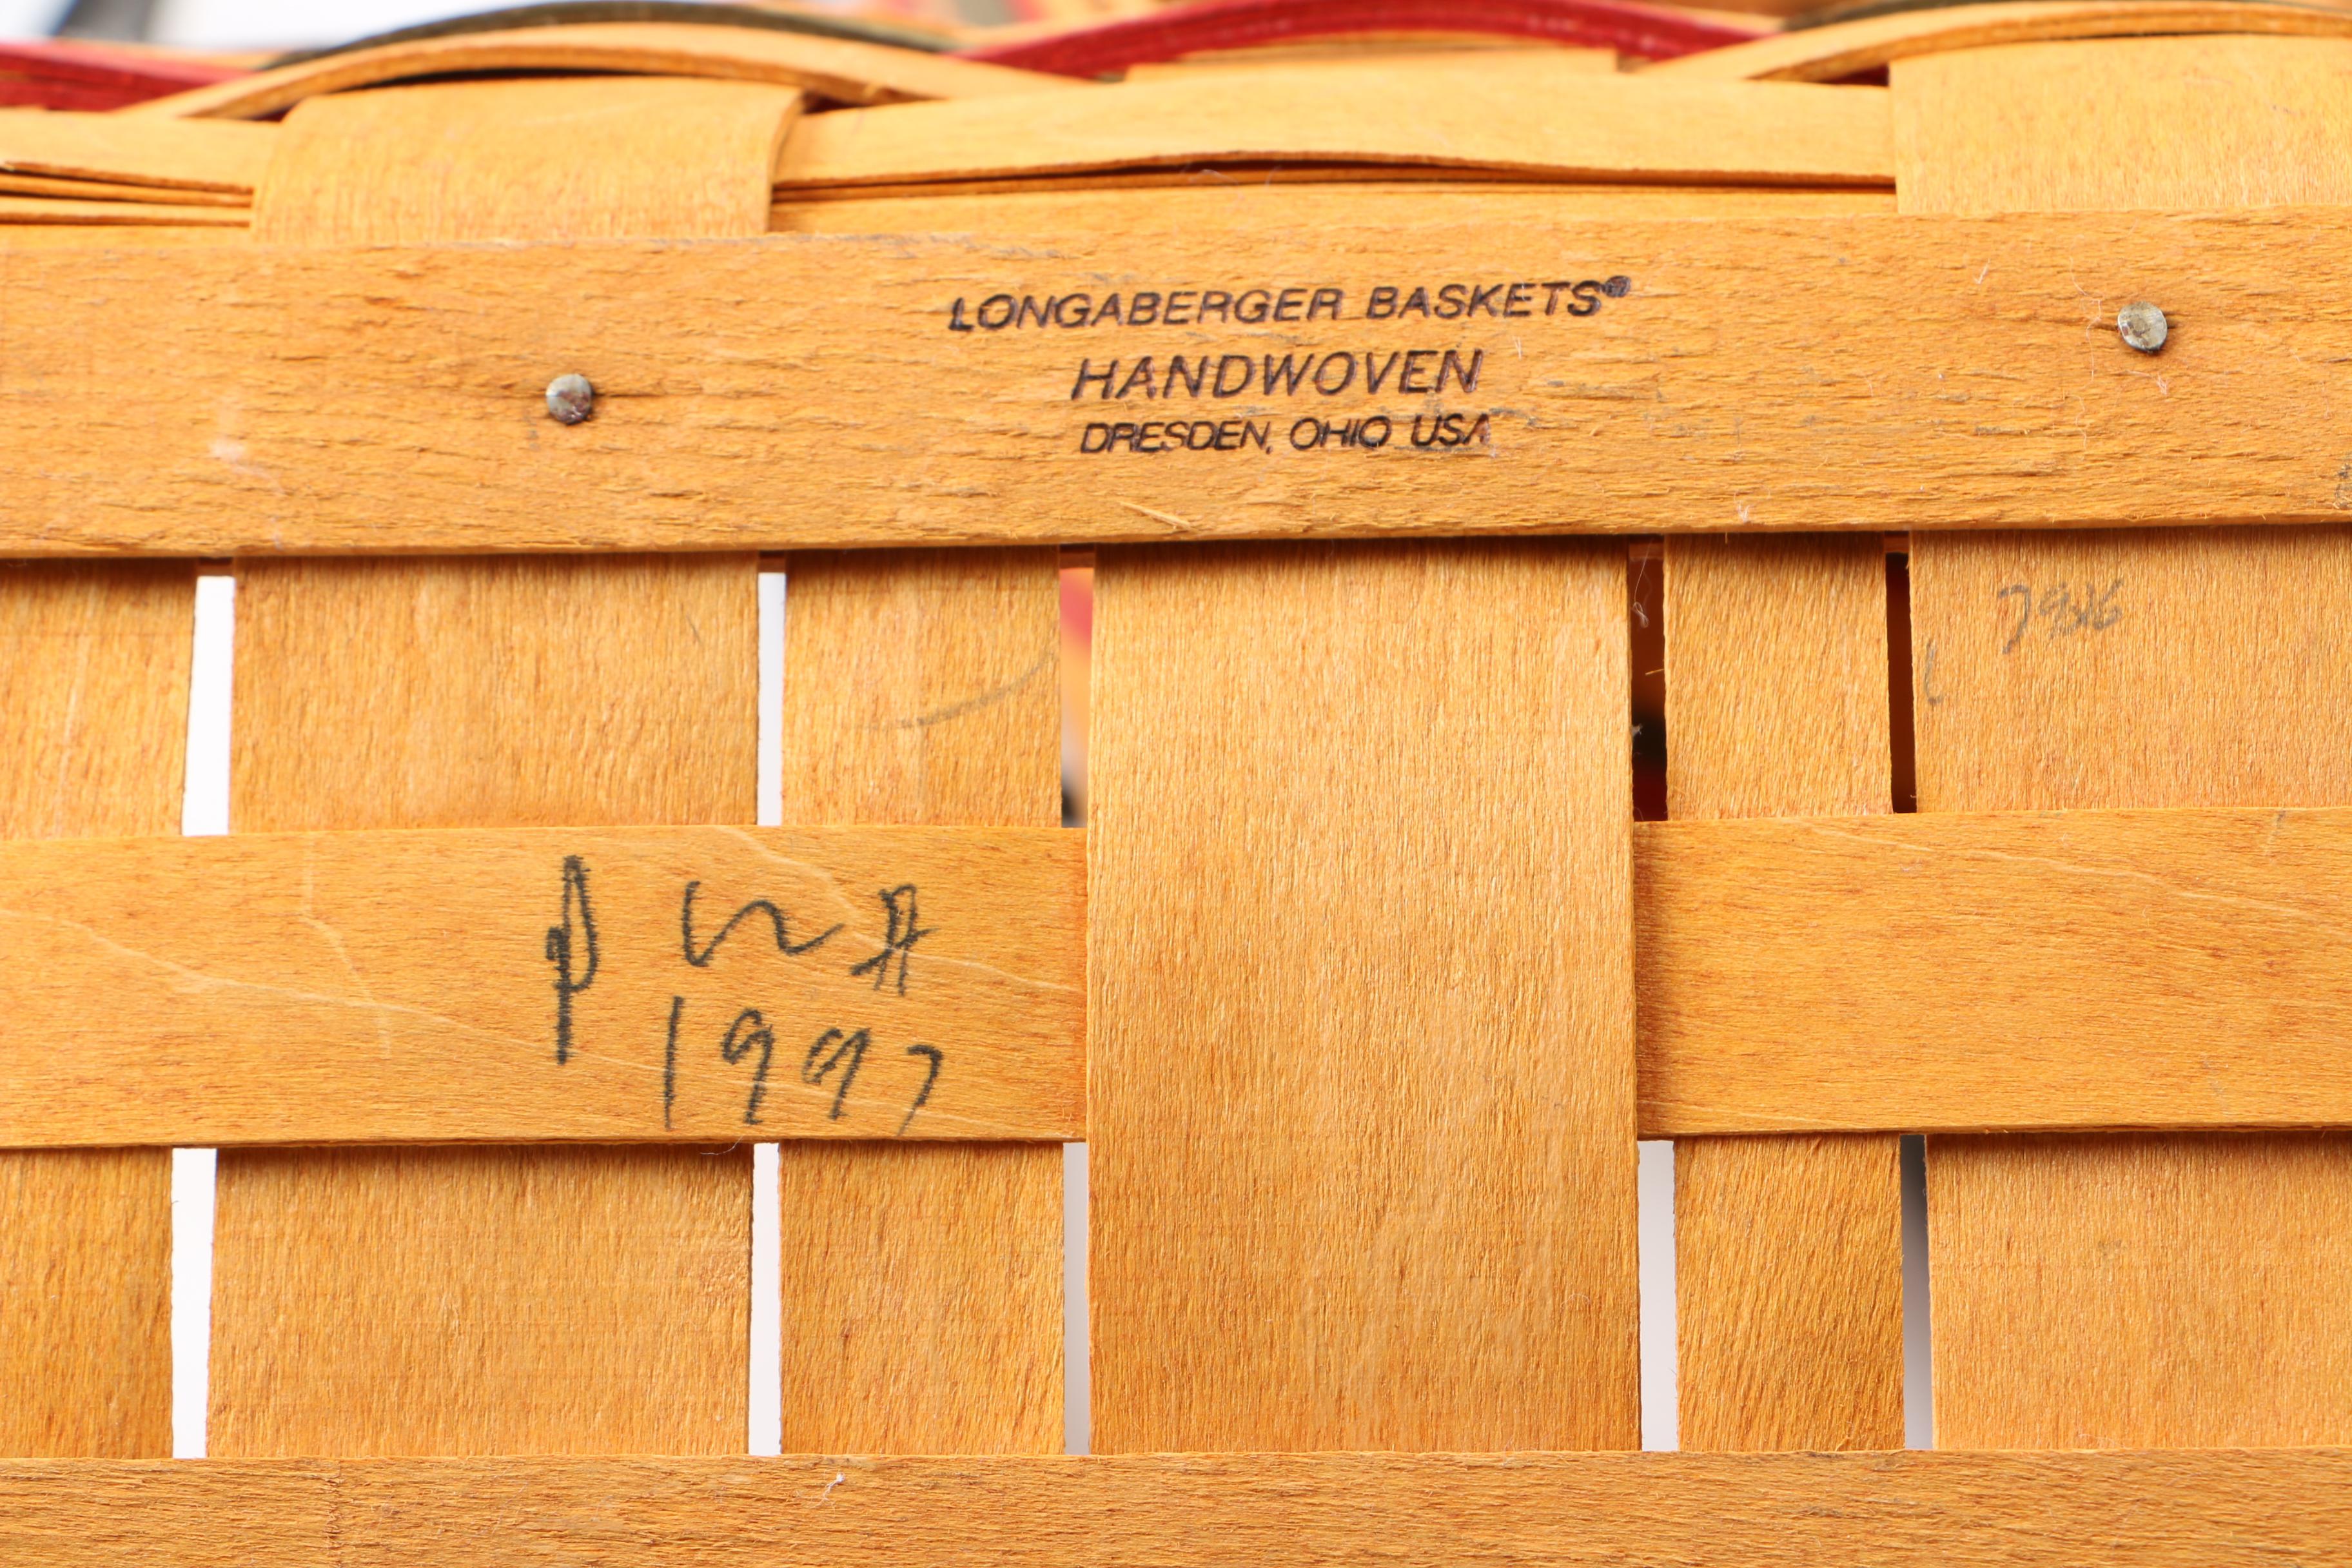 LONGABERGER BASKETS®
HANDWOVEN
DRESDEN, OHIO USA
1997